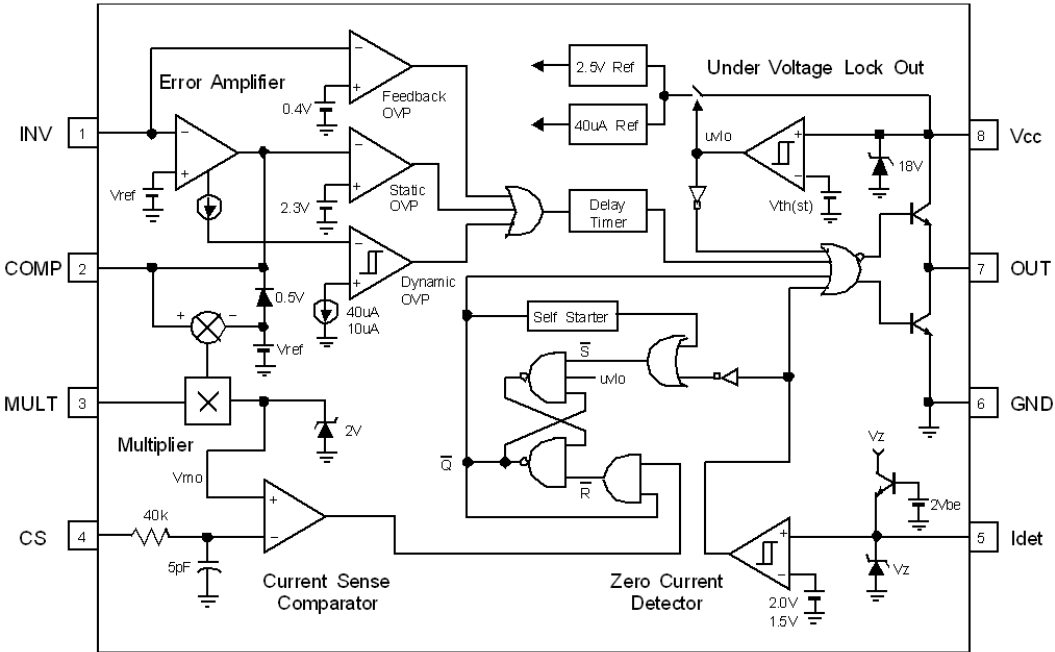 INV 1
COMP 2
MULT 3
CS 4
8 Vcc
7 OUT
6 GND
5 Idet
Error Amplifier
Vref
−
+
−
+
0.4V
Feedback
OVP
−
+
2.3V
Static
OVP
−
+
40uA
10uA
Dynamic
OVP
0.5V
+
−
Vref
×
Multiplier
2V
Vmo
40k
5pF
+
−
Current Sense
Comparator
2.5V Ref
40uA Ref
Under Voltage Lock Out
uvlo
+
−
18V
Vth(st)
Delay
Timer
Self Starter
S
uvlo
Q
R
Vz
2Vbe
Vz
+
−
2.0V
1.5V
Zero Current
Detector